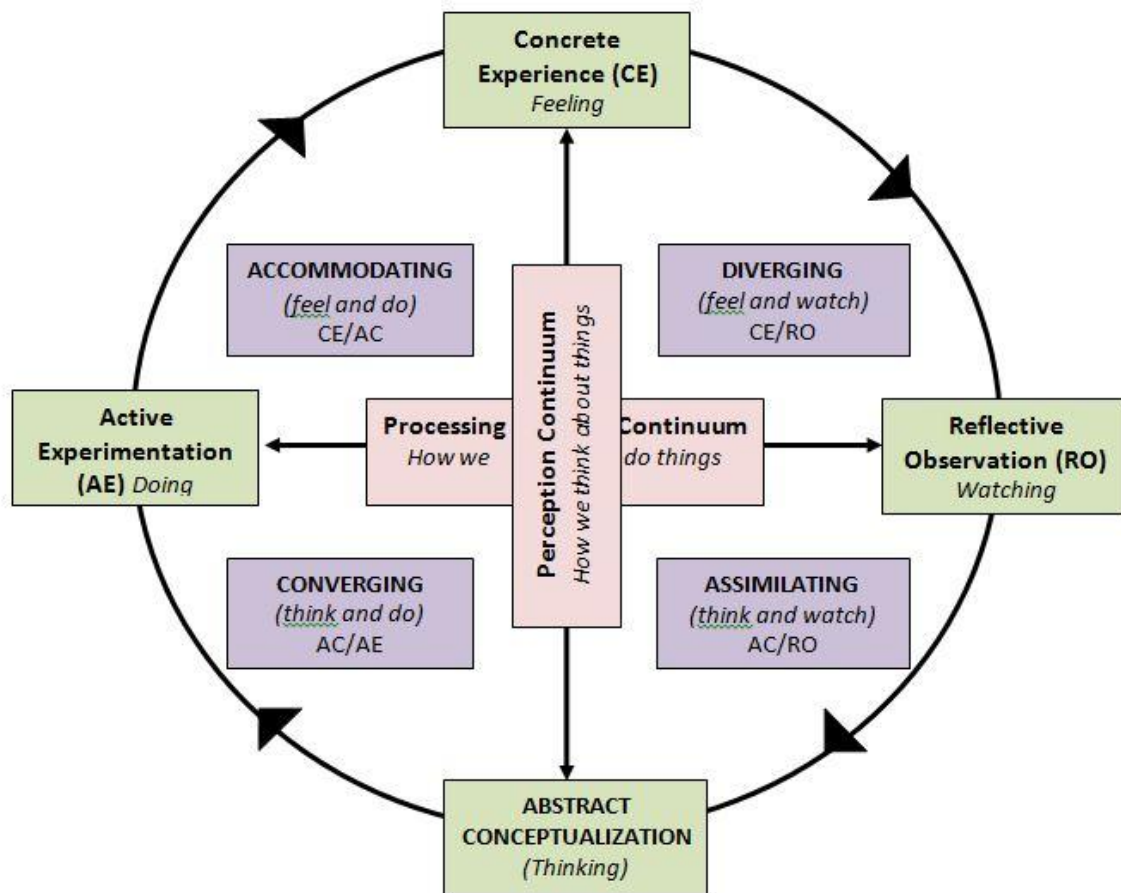 Concrete
Experience (CE)
Feeling
ACCOMMODATING
(feel and do)
CE/AC
DIVERGING
(feel and watch)
CE/RO
Perception Continuum
How we think about things
Active
Experimentation
(AE) Doing
Processing Continuum
How we do things
Reflective
Observation (RO)
Watching
CONVERGING
(think and do)
AC/AE
ASSIMILATING
(think and watch)
AC/RO
ABSTRACT
CONCEPTUALIZATION
(Thinking)